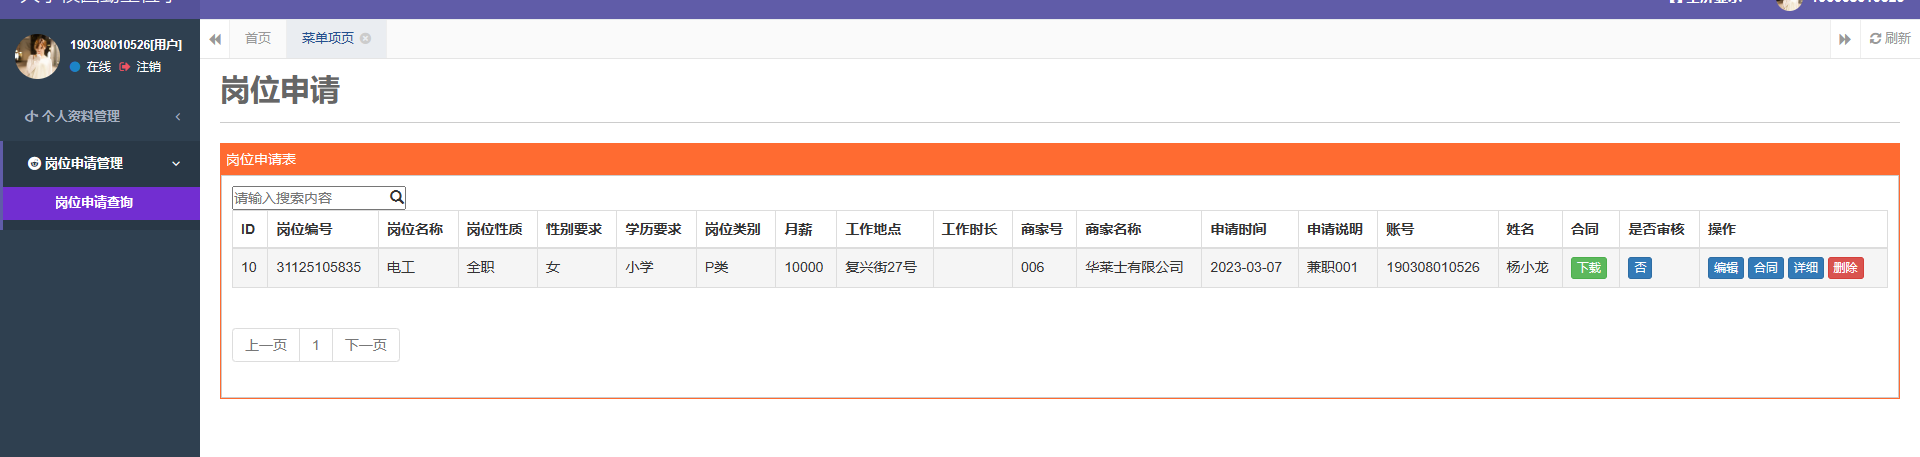 190308010526[用户]
在线 注销
个人资料管理
岗位申请管理
岗位申请查询
首页 菜单项页 刷新
岗位申请
岗位申请表
请输入搜索内容
ID 岗位编号 岗位名称 岗位性质 性别要求 学历要求 岗位类别 月薪 工作地点 工作时长 商家号 商家名称 申请时间 申请说明 账号 姓名 合同 是否审核 操作
10 31125105835 电工 全职 女 小学 P类 10000 复兴街27号 006 华莱士有限公司 2023-03-07 兼职001 190308010526 杨小龙 下载 否 编辑 合同 详细 删除
上一页 1 下一页